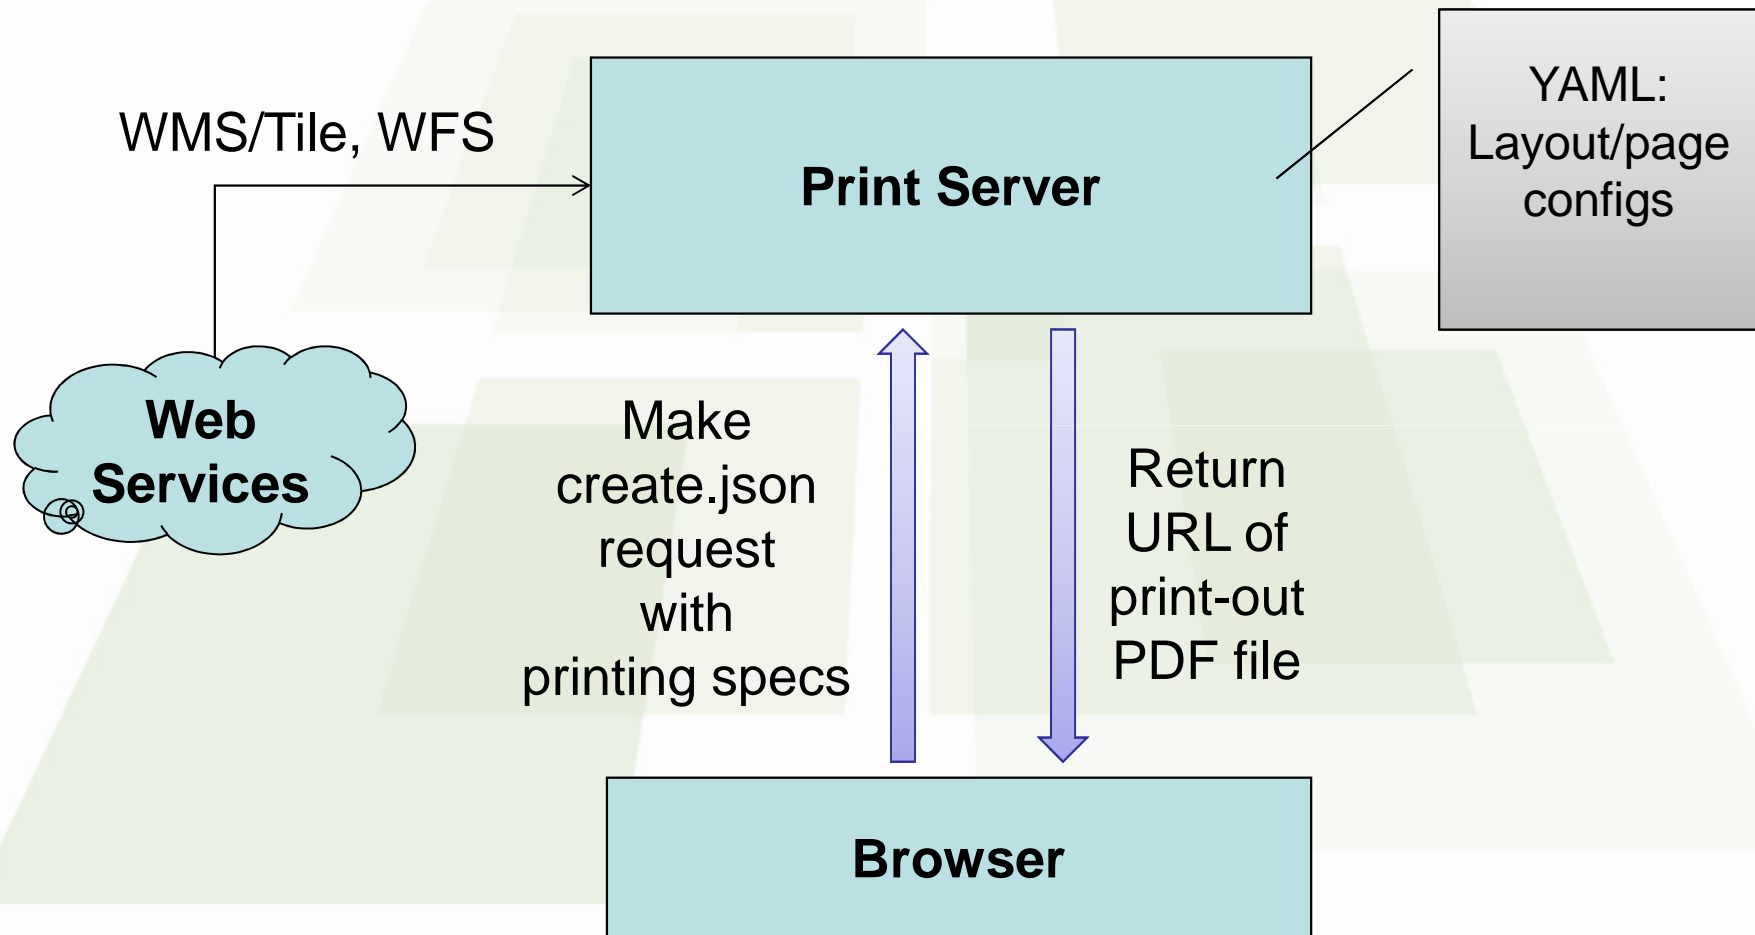 WMS/Tile, WFS
Print Server
YAML:
Layout/page
configs
Web
Services
Make
create.json
request
with
printing specs
Return
URL of
print-out
PDF file
Browser